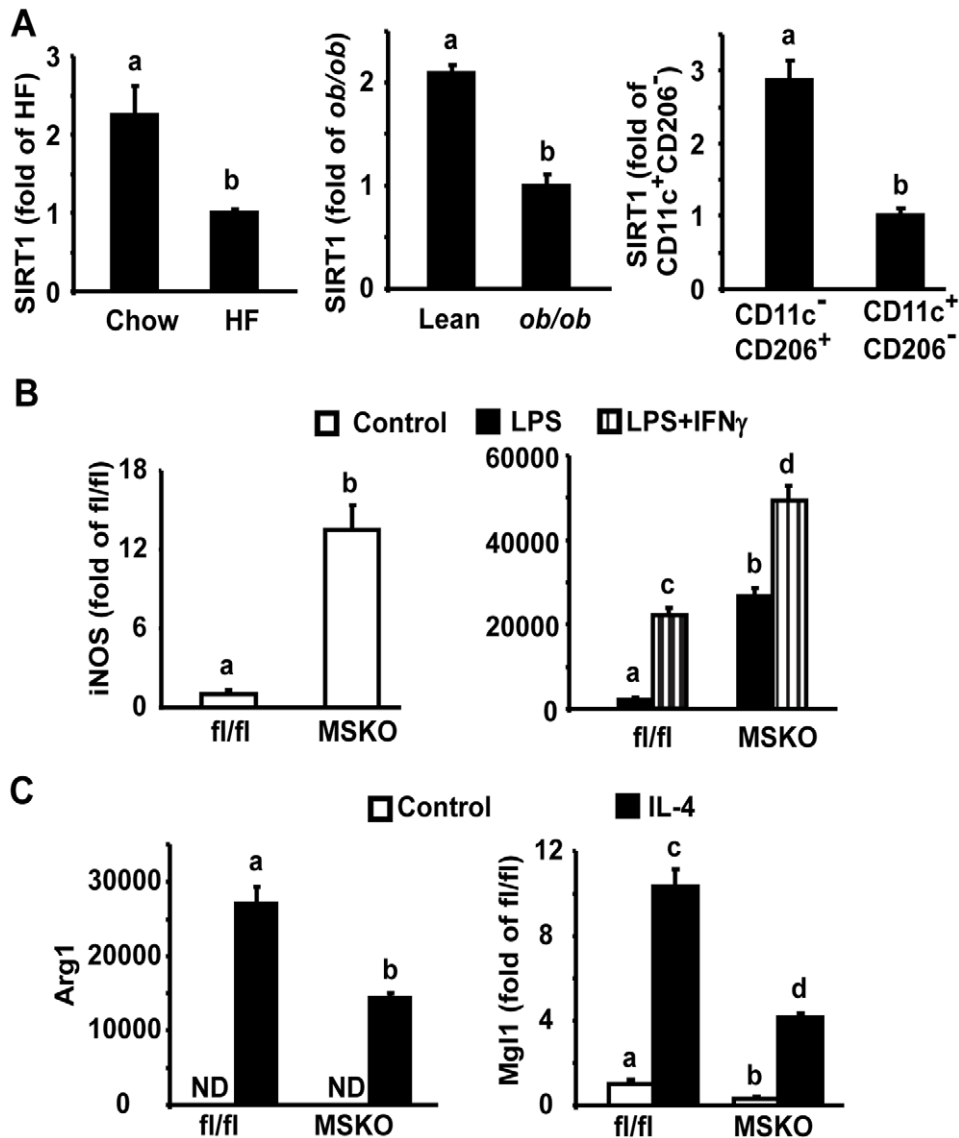 A
SIRT1 (fold of HF)
3
2
1
0
a
b
Chow HF
SIRT1 (fold of ob/ob)
2
1
0
a
b
Lean ob/ob
SIRT1 (fold of
CD11c⁺CD206⁻)
3
2
1
0
a
b
CD11c⁻ CD11c⁺
CD206⁺ CD206⁻
B
Control LPS LPS+IFNγ
iNOS (fold of fl/fl)
18
12
6
0
a
b
fl/fl MSKO
60000
40000
20000
0
a
c
b
d
fl/fl MSKO
C
Control IL-4
Arg1
30000
20000
10000
0
ND
a
ND
b
fl/fl MSKO
Mgl1 (fold of fl/fl)
12
8
4
0
a
c
b
d
fl/fl MSKO